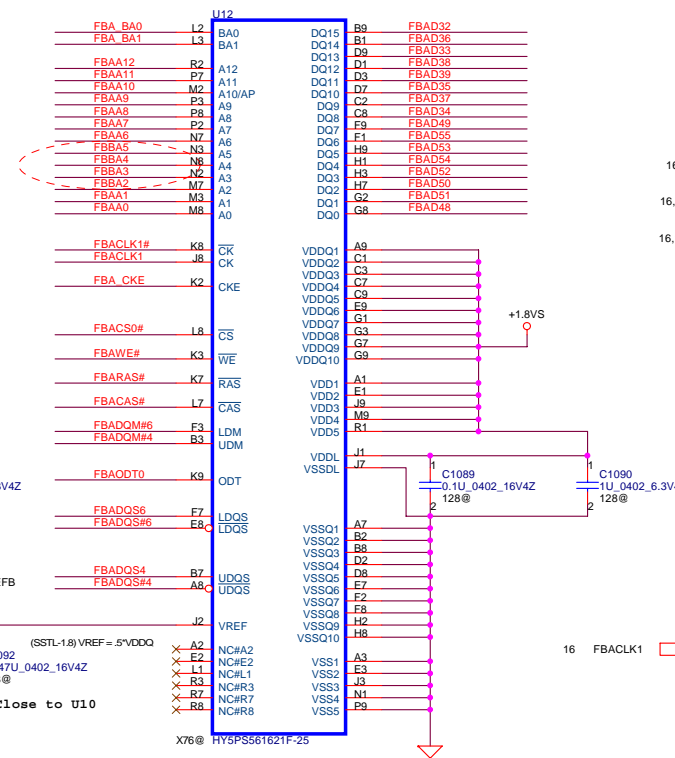 U12
FBA_BA0 L2 BA0 DQ15 B9 FBAD32
FBA_BA1 L3 BA1 DQ14 B1 FBAD36
DQ13 D9 FBAD33
FBAA12 R2 A12 DQ12 D1 FBAD38
FBAA11 P7 A11 DQ11 D3 FBAD39
FBAA10 M2 A10/AP DQ10 D7 FBAD35
FBAA9 P3 A9 DQ9 C2 FBAD37
FBAA8 P8 A8 DQ8 C8 FBAD34
FBAA7 P2 A7 DQ7 F9 FBAD49
FBAA6 N7 A6 DQ6 F1 FBAD55
FBBA5 N3 A5 DQ5 H9 FBAD53
FBBA4 N8 A4 DQ4 H1 FBAD54
FBBA3 N2 A3 DQ3 H3 FBAD52
FBBA2 M7 A2 DQ2 H7 FBAD50
FBAA1 M3 A1 DQ1 G2 FBAD51
FBAA0 M8 A0 DQ0 G8 FBAD48
16
16,
16,
FBACLK1# K8 CK VDDQ1 A9
FBACLK1 J8 CK VDDQ2 C1
VDDQ3 C3
FBA_CKE K2 CKE VDDQ4 C7
VDDQ5 C9
VDDQ6 E9
VDDQ7 G1
VDDQ8 G3
+1.8VS
FBACS0# L8 CS VDDQ9 G7
FBAWE# K3 WE VDDQ10 G9
FBARAS# K7 RAS VDD1 A1
VDD2 E1
FBACAS# L7 CAS VDD3 J9
VDD4 M9
FBADQM#6 F3 LDM VDD5 R1
FBADQM#4 B3 UDM
VDDL J1
VSSDL J7
1 C1089 0.1U_0402_16V4Z 128@ 2
1 C1090 1U_0402_6.3V4 128@ 2
FBAODT0 K9 ODT
3V4Z
FBADQS6 F7 LDQS
FBADQS#6 E8 LDQS VSSQ1 A7
VSSQ2 B2
VSSQ3 B8
VSSQ4 D2
FBADQS4 B7 UDQS VSSQ5 D8
FBADQS#4 A8 UDQS VSSQ6 E7
EFB
VSSQ7 F2
VSSQ8 F8
J2 VREF VSSQ9 H2
VSSQ10 H8
(SSTL-1.8) VREF = .5*VDDQ
A2 NC#A2 VSS1 A3
E2 NC#E2 VSS2 E3
L1 NC#L1 VSS3 J3
R3 NC#R3 VSS4 N1
R7 NC#R7 VSS5 P9
R8 NC#R8
092
47U_0402_16V4Z
@
Close to U10
16 FBACLK1
X76@ HY5PS561621F-25